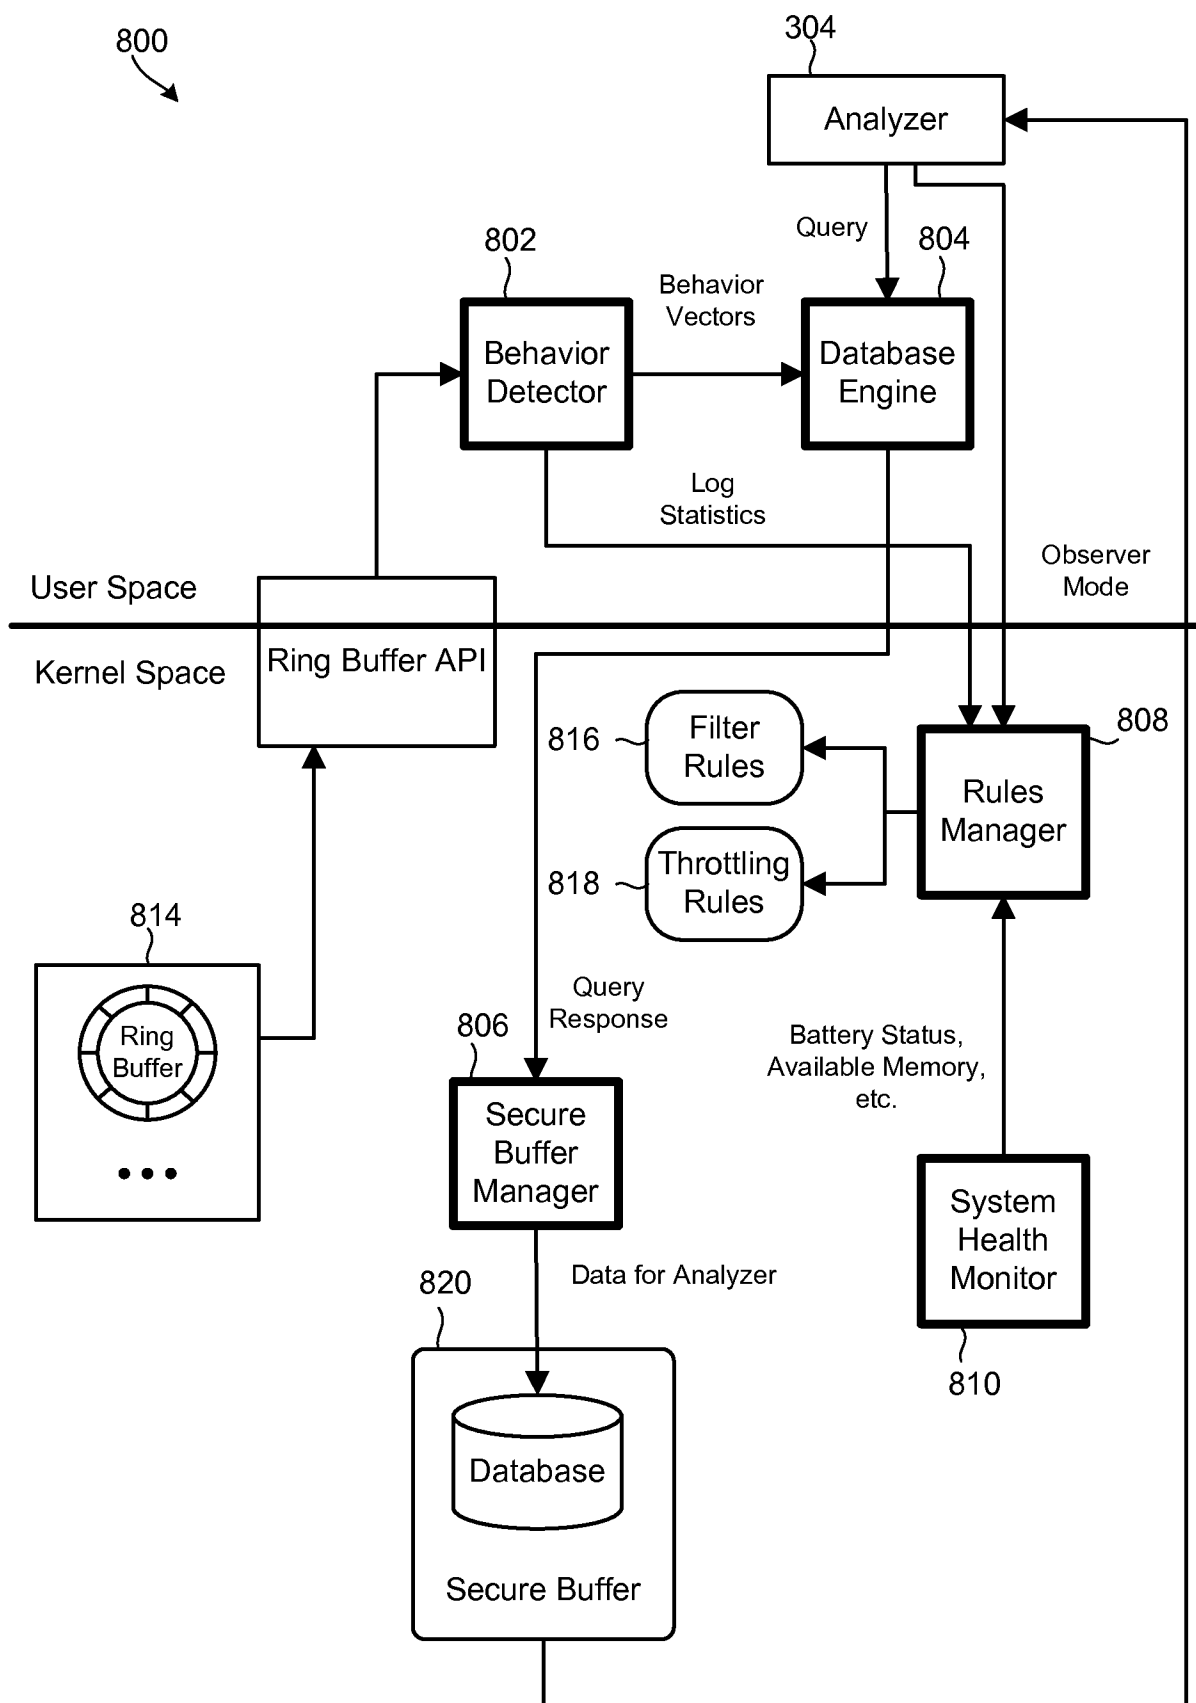 800
304
Analyzer
Query
802
804
Behavior
Vectors
Behavior
Detector
Database
Engine
Log
Statistics
Observer
Mode
User Space
Kernel Space
Ring Buffer API
816
Filter
Rules
808
Rules
Manager
818
Throttling
Rules
814
Ring
Buffer
Query
Response
806
Battery Status,
Available Memory,
etc.
Secure
Buffer
Manager
System
Health
Monitor
Data for Analyzer
820
810
Database
Secure Buffer